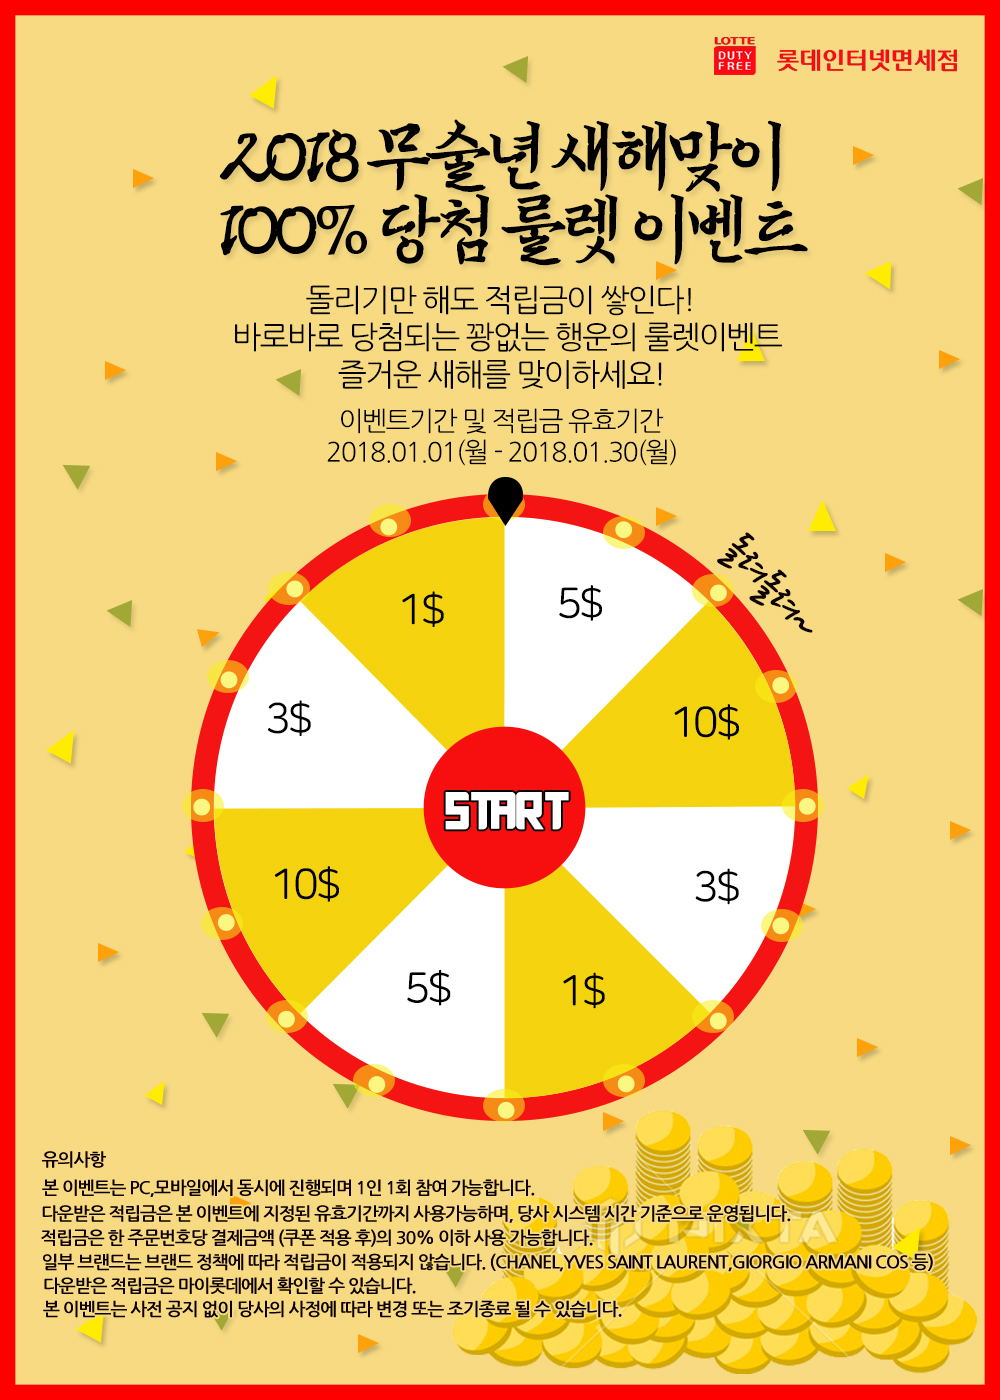 LOTTE
DUTY
FREE
롯데인터넷면세점
2018 무술년 새해맞이
100% 당첨 룰렛 이벤트
돌리기만 해도 적립금이 쌓인다!
바로바로 당첨되는 꽝없는 행운의 룰렛이벤트
즐거운 새해를 맞이하세요!
이벤트기간 및 적립금 유효기간
2018.01.01(월) - 2018.01.30(월)
돌려돌려~
1$
5$
3$
10$
START
10$
3$
5$
1$
유의사항
본 이벤트는 PC,모바일에서 동시에 진행되며 1인 1회 참여 가능합니다.
다운받은 적립금은 본 이벤트에 지정된 유효기간까지 사용가능하며, 당사 시스템 시간 기준으로 운영됩니다.
적립금은 한 주문번호당 결제금액 (쿠폰 적용 후)의 30% 이하 사용 가능합니다.
일부 브랜드는 브랜드 정책에 따라 적립금이 적용되지 않습니다. (CHANEL,YVES SAINT LAURENT,GIORGIO ARMANI COS 등)
다운받은 적립금은 마이롯데에서 확인할 수 있습니다.
본 이벤트는 사전 공지 없이 당사의 사정에 따라 변경 또는 조기종료 될 수 있습니다.